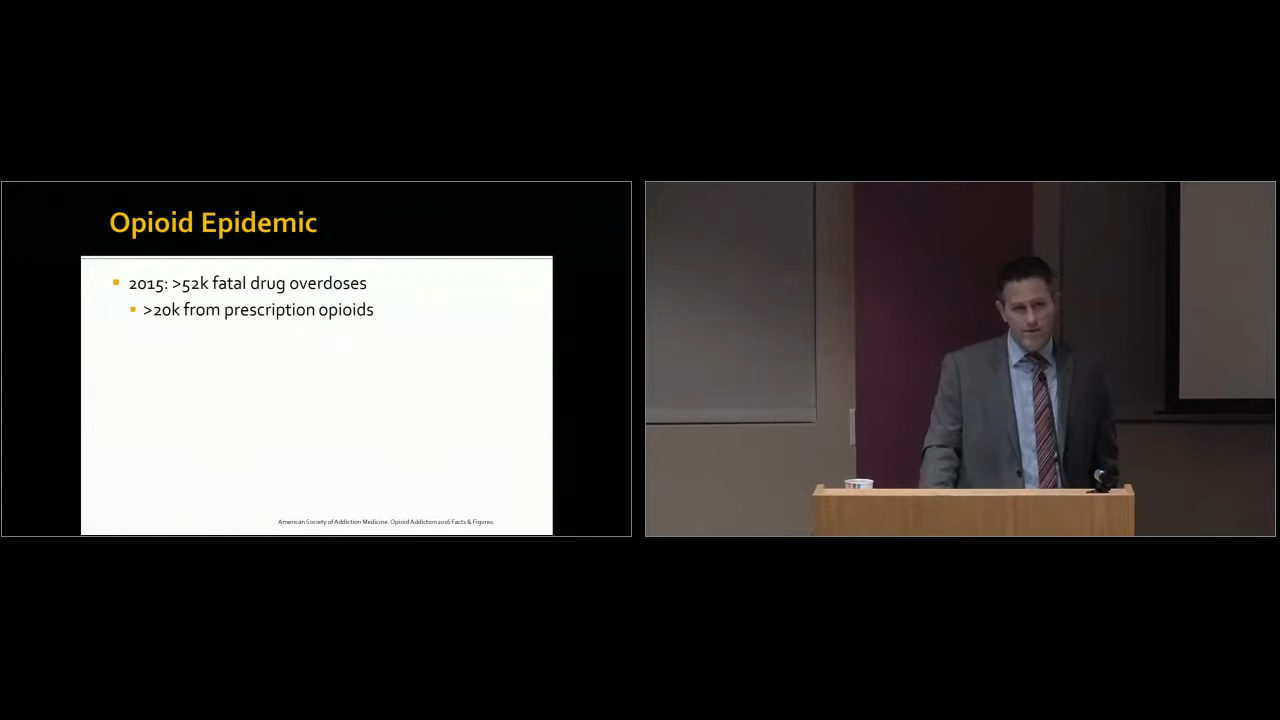 Opioid Epidemic
2015: >52k fatal drug overdoses
>20k from prescription opioids
American Society of Addiction Medicine. Opioid Addiction 2016 Facts & Figures.